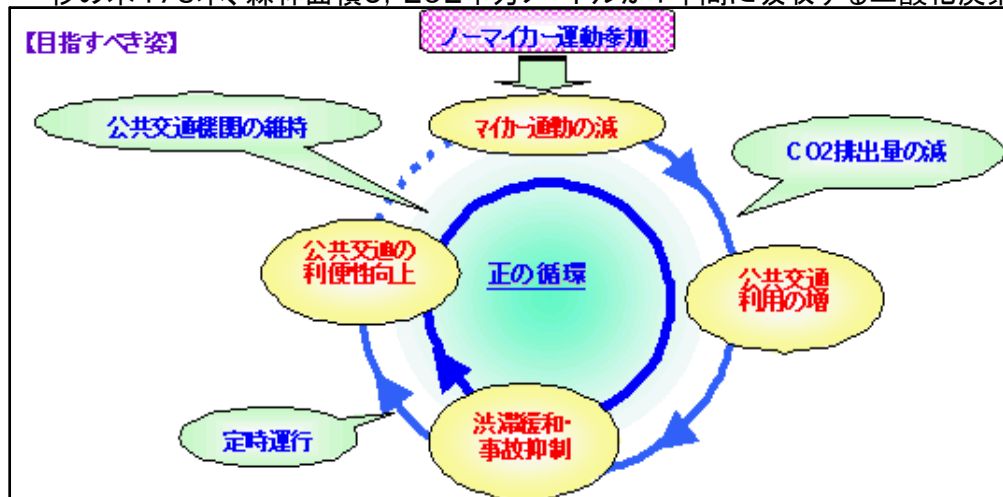 【目指すべき姿】
ノーマイカー運動参加
公共交通機関の維持
マイカー通勤の減
CO2排出量の減
公共交通の
利便性向上
正の循環
公共交通
利用の増
定時運行
渋滞緩和・
事故抑制